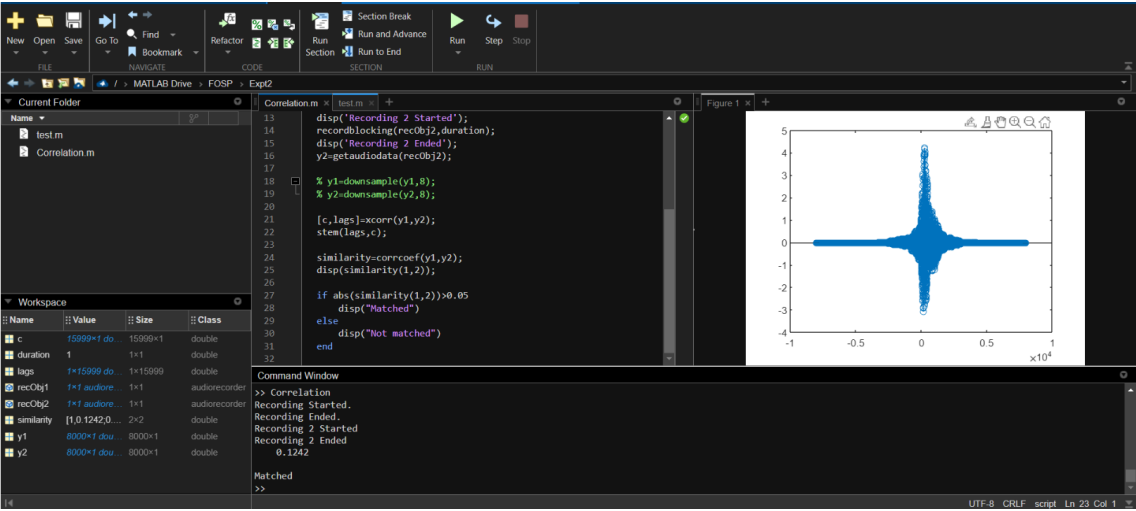 Section Break
Find
Run and Advance
New Open Save Go To Bookmark Refactor Run Section Run to End Run Step Stop
FILE NAVIGATE CODE SECTION RUN
/ > MATLAB Drive > FOSP > Expt2
Current Folder
Name
test.m
Correlation.m
Workspace
Name Value Size Class
c 15999×1 do... 15999×1 double
duration 1 1×1 double
lags 1×15999 do... 1×15999 double
recObj1 1×1 audiore... 1×1 audiorecorder
recObj2 1×1 audiore... 1×1 audiorecorder
similarity [1,0.1242;0.... 2×2 double
y1 8000×1 dou... 8000×1 double
y2 8000×1 dou... 8000×1 double
Correlation.m × test.m × +
13 disp('Recording 2 Started');
14 recordblocking(recObj2,duration);
15 disp('Recording 2 Ended');
16 y2=getaudiodata(recObj2);
17
18 % y1=downsample(y1,8);
19 % y2=downsample(y2,8);
20
21 [c,lags]=xcorr(y1,y2);
22 stem(lags,c);
23
24 similarity=corrcoef(y1,y2);
25 disp(similarity(1,2));
26
27 if abs(similarity(1,2))>0.05
28 disp("Matched")
29 else
30 disp("Not matched")
31 end
32
Figure 1 × +
5
4
3
2
1
0
-1
-2
-3
-4
-1 -0.5 0 0.5 1
×10⁴
Command Window
>> Correlation
Recording Started.
Recording Ended.
Recording 2 Started
Recording 2 Ended
0.1242
Matched
>>
UTF-8 CRLF script Ln 23 Col 1